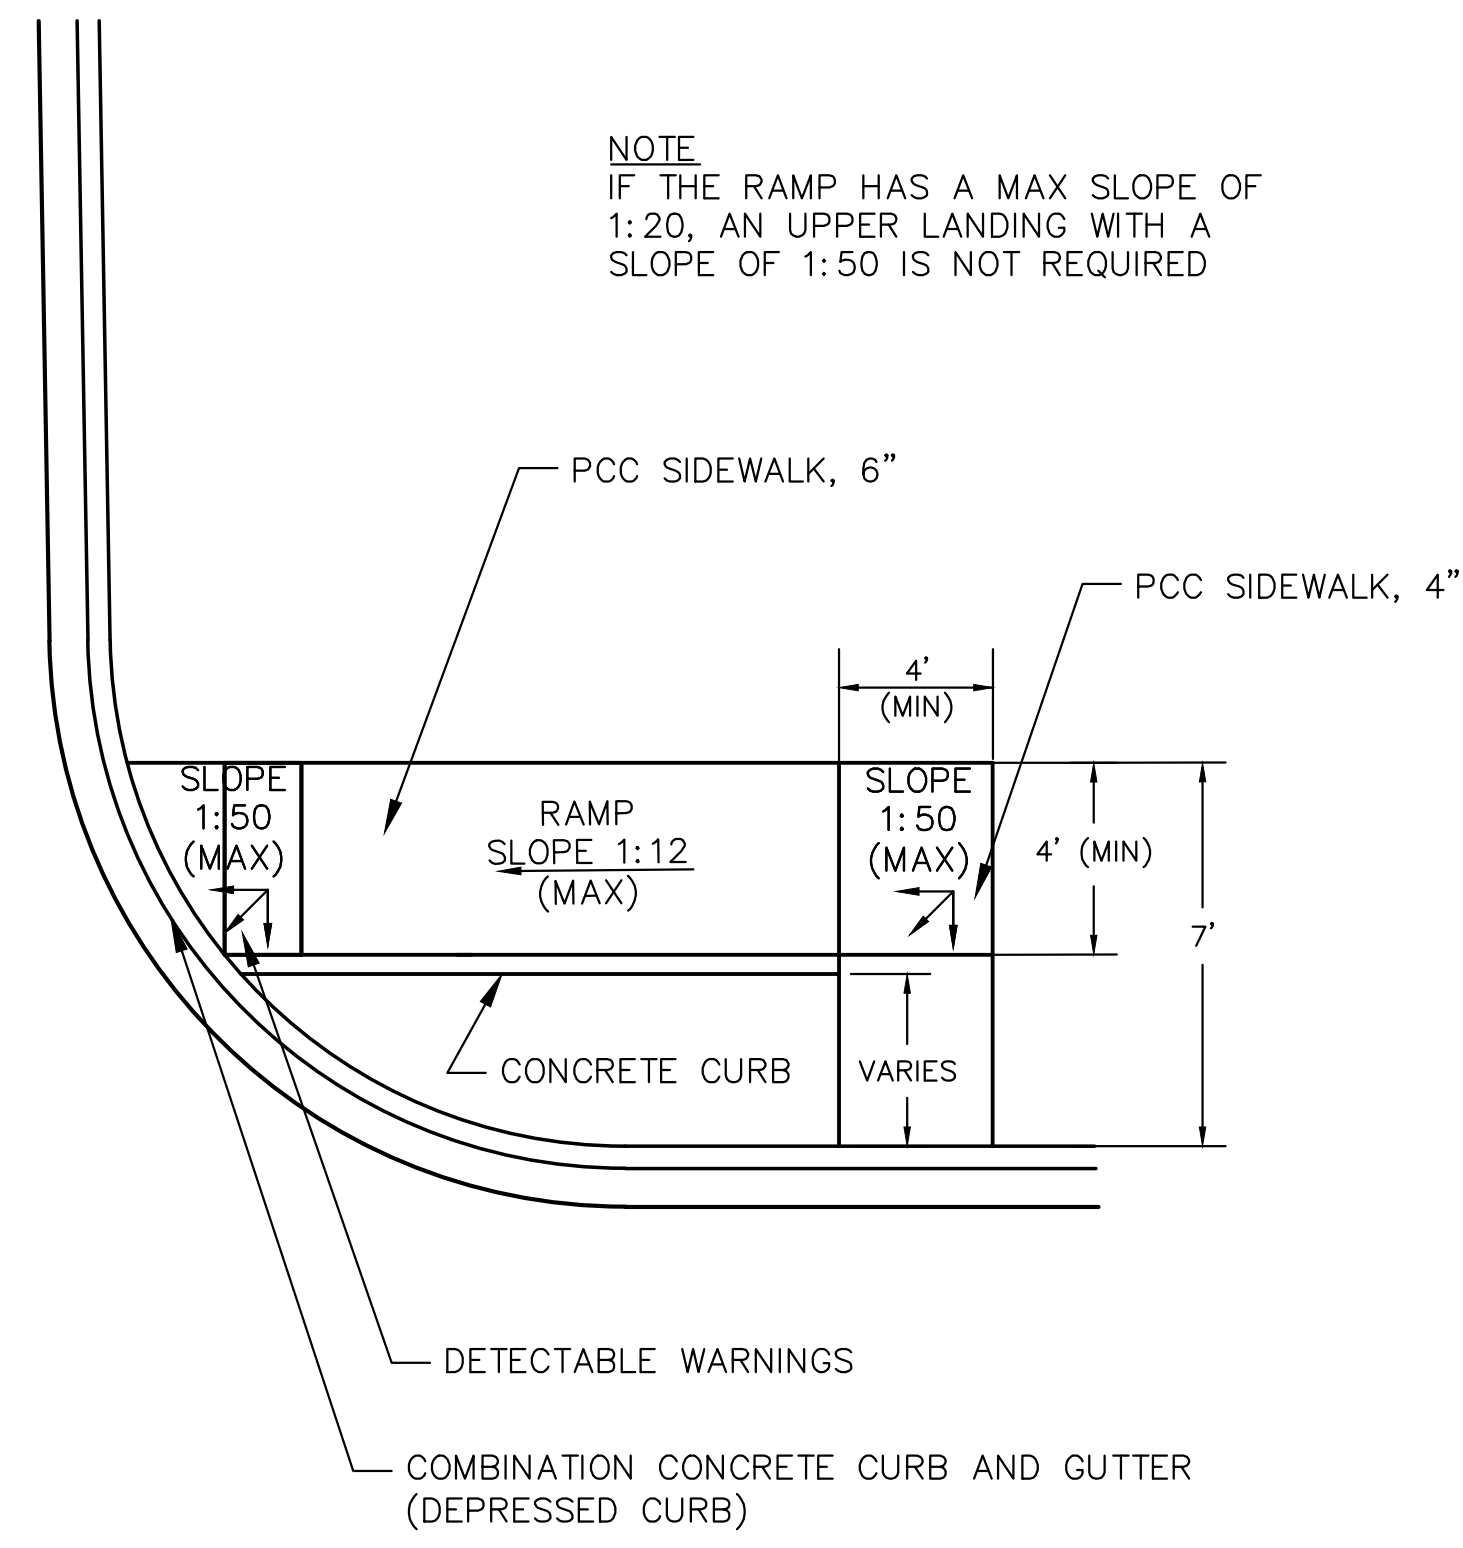 NOTE
IF THE RAMP HAS A MAX SLOPE OF
1:20, AN UPPER LANDING WITH A
SLOPE OF 1:50 IS NOT REQUIRED
PCC SIDEWALK, 6”
PCC SIDEWALK, 4”
4’
(MIN)
SLOPE
1:50
(MAX)
RAMP
SLOPE 1:12
(MAX)
SLOPE
1:50
(MAX)
4’ (MIN)
7’
CONCRETE CURB
VARIES
DETECTABLE WARNINGS
COMBINATION CONCRETE CURB AND GUTTER
(DEPRESSED CURB)